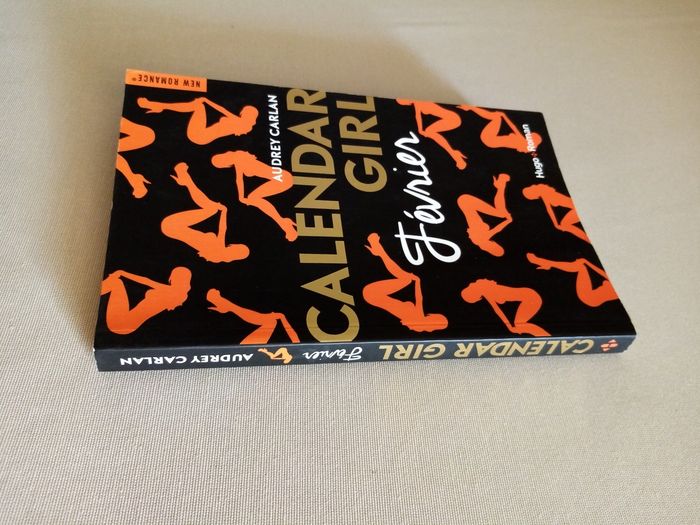 NEW ROMANCE®
AUDREY CARLAN
CALENDAR
GIRL
Février
Hugo Roman
AUDREY CARLAN
Février
CALENDAR GIRL